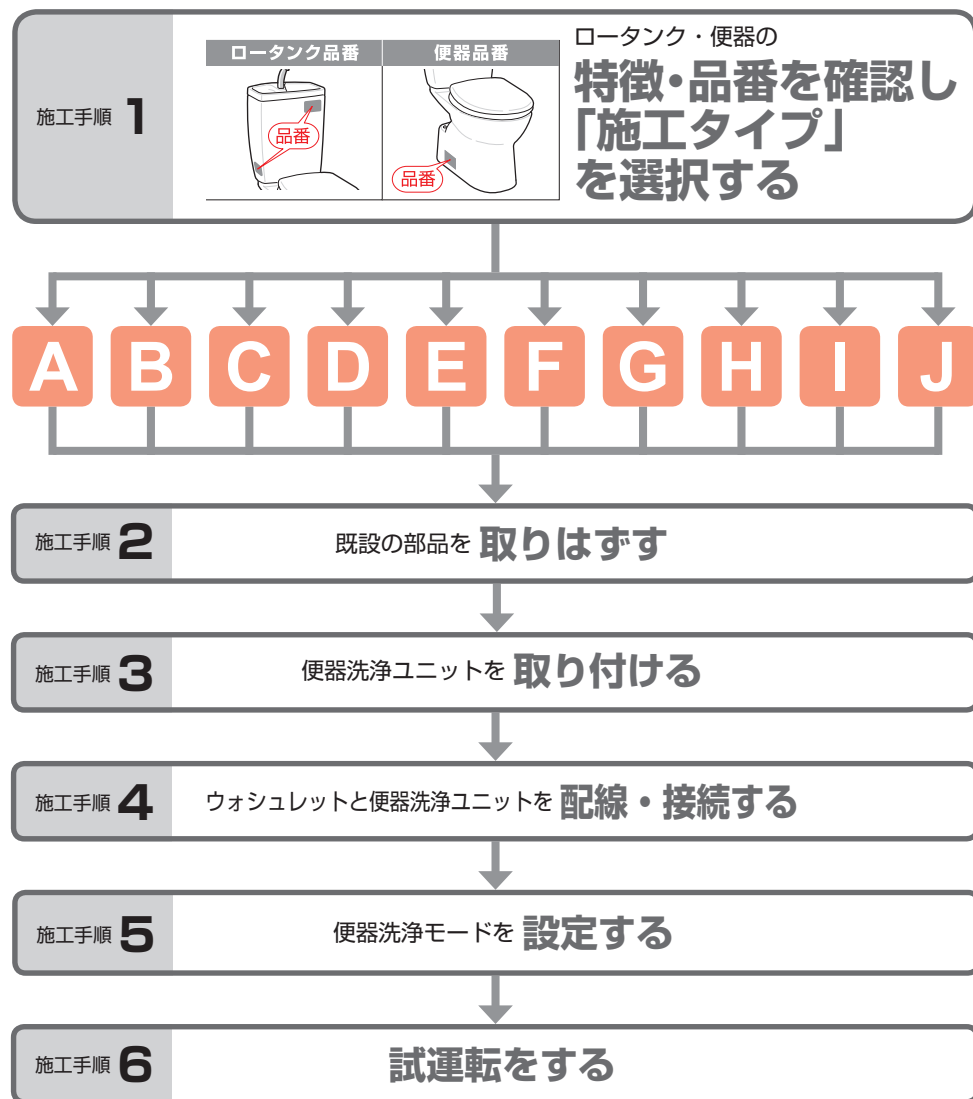 施工手順 1
ロータンク品番
便器品番
品番
品番
ロータンク・便器の
特徴・品番を確認し
「施工タイプ」
を選択する
A B C D E F G H I J
施工手順 2
既設の部品を 取りはずす
施工手順 3
便器洗浄ユニットを 取り付ける
施工手順 4
ウォシュレットと便器洗浄ユニットを 配線・接続する
施工手順 5
便器洗浄モードを 設定する
施工手順 6
試運転をする